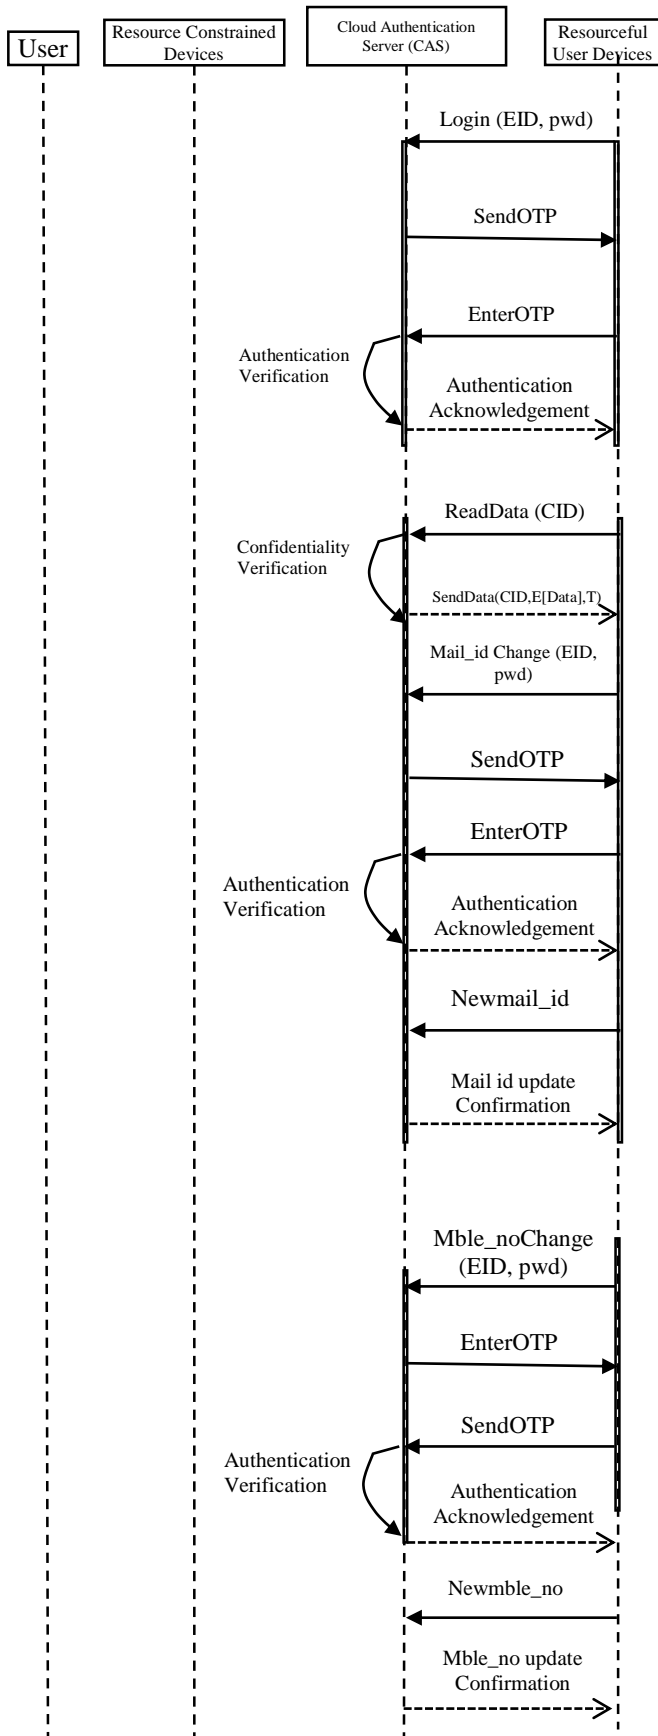 User
Resource Constrained
Devices
Cloud Authentication
Server (CAS)
Resourceful
User Devices
Login (EID, pwd)
SendOTP
EnterOTP
Authentication
Verification
Authentication
Acknowledgement
ReadData (CID)
Confidentiality
Verification
SendData(CID,E[Data],T)
Mail_id Change (EID,
pwd)
SendOTP
EnterOTP
Authentication
Verification
Authentication
Acknowledgement
Newmail_id
Mail id update
Confirmation
Mble_noChange
(EID, pwd)
EnterOTP
SendOTP
Authentication
Verification
Authentication
Acknowledgement
Newmble_no
Mble_no update
Confirmation